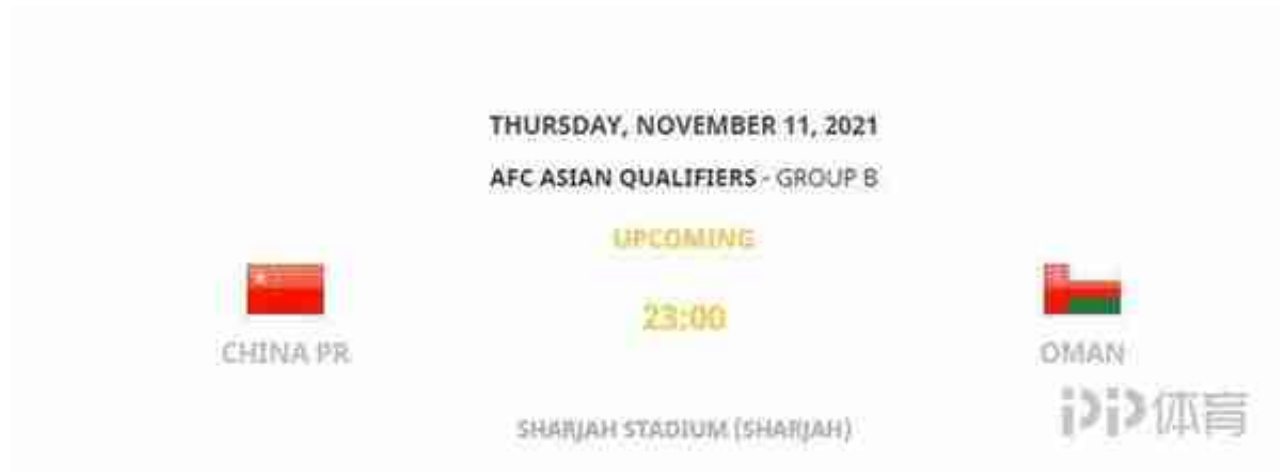 THURSDAY, NOVEMBER 11, 2021
AFC ASIAN QUALIFIERS - GROUP B
UPCOMING
23:00
CHINA PR
OMAN
SHARJAH STADIUM (SHARJAH)
PP体育